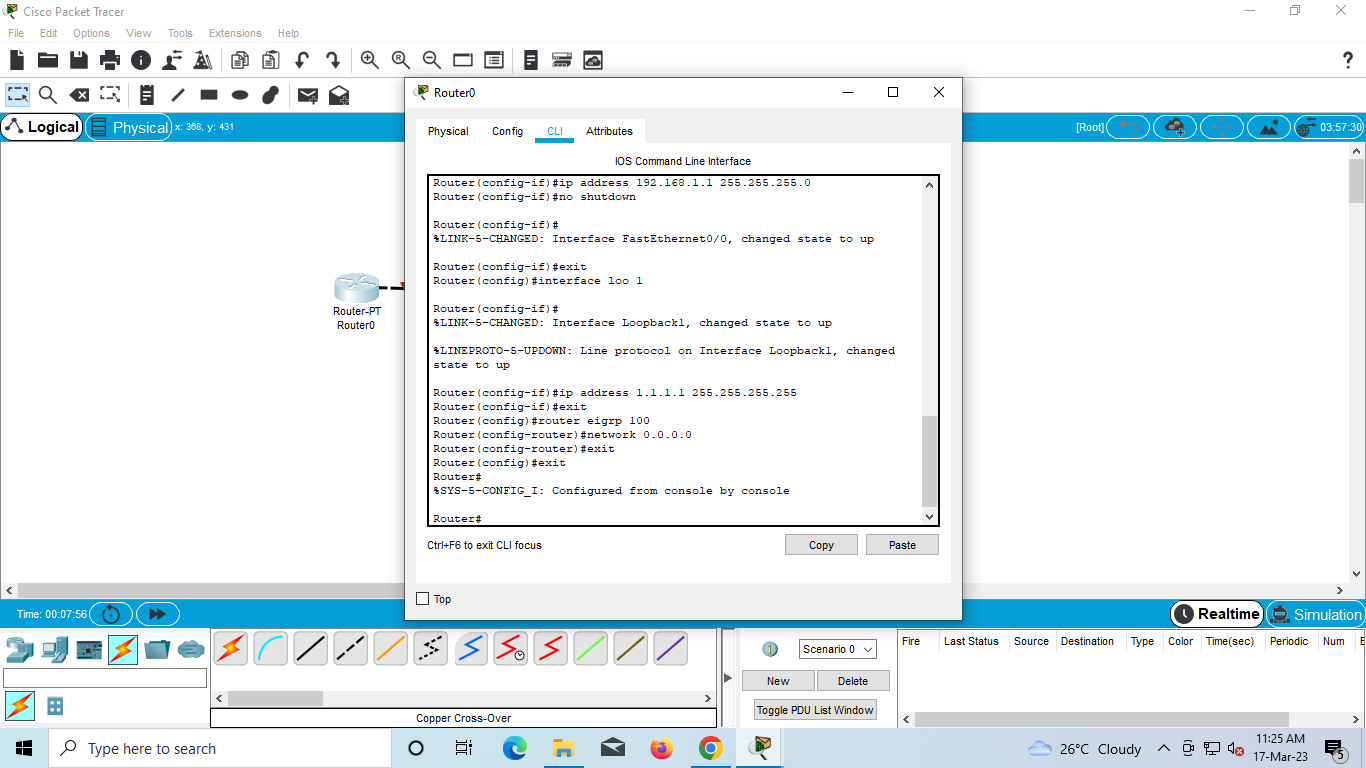 Cisco Packet Tracer
File Edit Options View Tools Extensions Help
Router0
Logical Physical x: 368, y: 431
[Root] 03:57:30
Physical Config CLI Attributes
IOS Command Line Interface
Router(config-if)#ip address 192.168.1.1 255.255.255.0
Router(config-if)#no shutdown
Router(config-if)#
%LINK-5-CHANGED: Interface FastEthernet0/0, changed state to up
Router(config-if)#exit
Router(config)#interface loo 1
Router(config-if)#
%LINK-5-CHANGED: Interface Loopback1, changed state to up
%LINEPROTO-5-UPDOWN: Line protocol on Interface Loopback1, changed
state to up
Router(config-if)#ip address 1.1.1.1 255.255.255.255
Router(config-if)#exit
Router(config)#router eigrp 100
Router(config-router)#network 0.0.0.0
Router(config-router)#exit
Router(config)#exit
Router#
%SYS-5-CONFIG_I: Configured from console by console
Router#
Router-PT
Router0
Ctrl+F6 to exit CLI focus
Copy Paste
Top
Time: 00:07:56
Realtime Simulation
Scenario 0
New Delete
Toggle PDU List Window
Fire Last Status Source Destination Type Color Time(sec) Periodic Num E
Copper Cross-Over
Type here to search
26°C Cloudy
11:25 AM
17-Mar-23
5